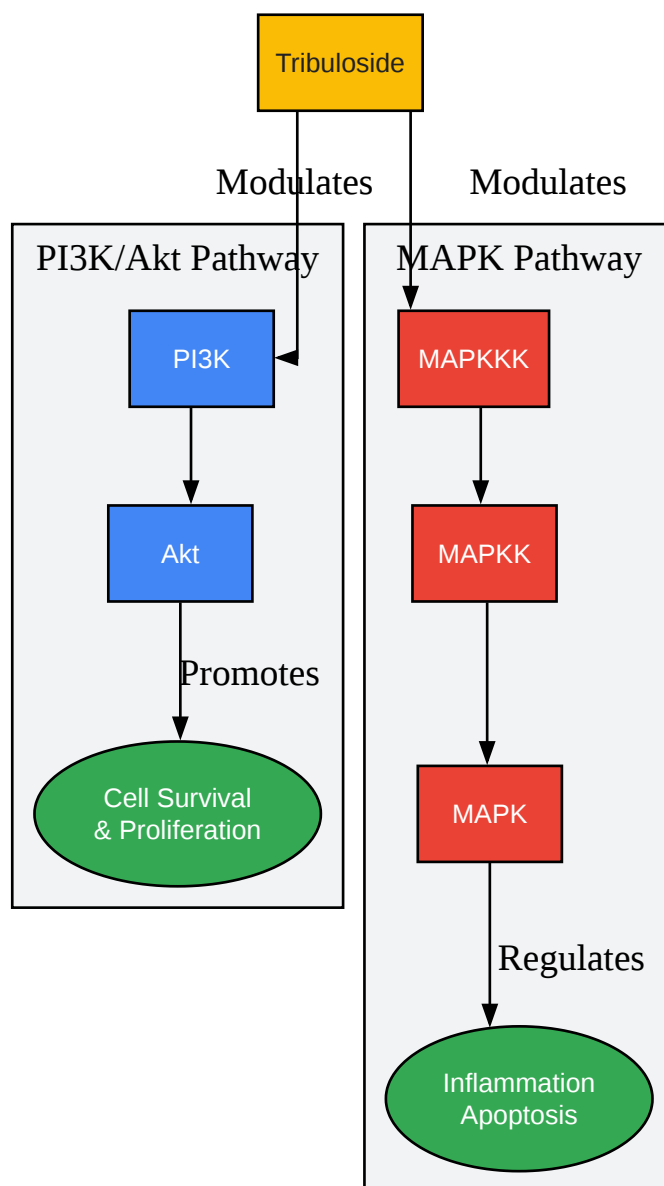 Tribuloside
Modulates
Modulates
PI3K/Akt Pathway
PI3K
Akt
Promotes
Cell Survival
& Proliferation
MAPK Pathway
MAPKKK
MAPKK
MAPK
Regulates
Inflammation
Apoptosis